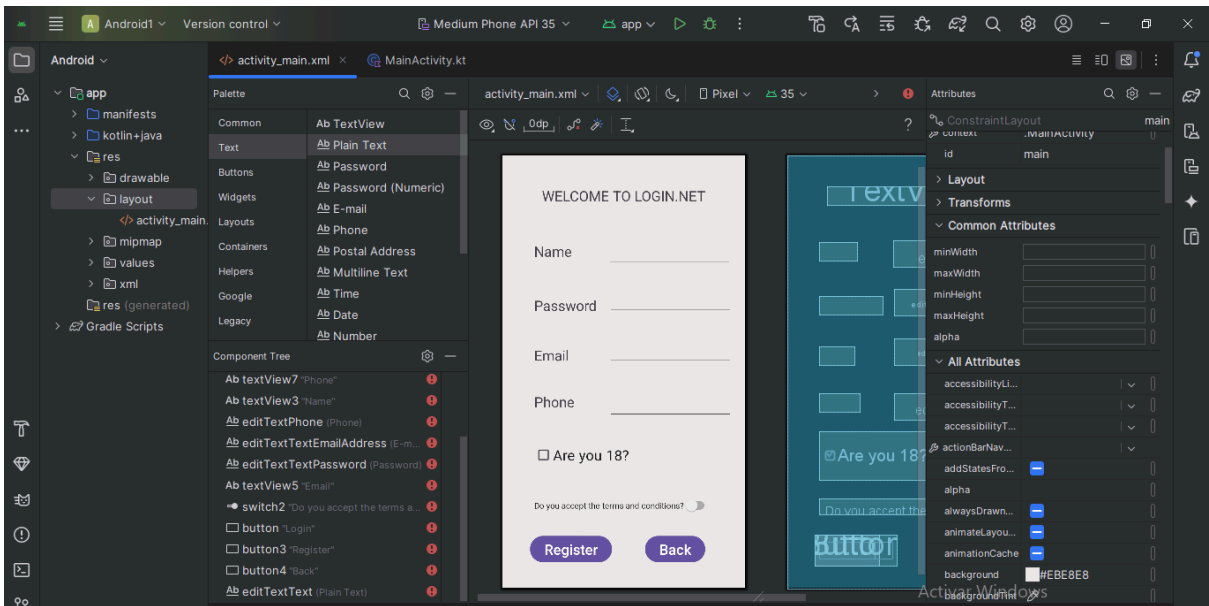 A Android1 Version control Medium Phone API 35 app
Android activity_main.xml MainActivity.kt
app
manifests
kotlin+java
res
drawable
layout
activity_main.
mipmap
values
xml
res (generated)
Gradle Scripts
Palette
Common
Text
Buttons
Widgets
Layouts
Containers
Helpers
Google
Legacy
Ab TextView
Ab Plain Text
Ab Password
Ab Password (Numeric)
Ab E-mail
Ab Phone
Ab Postal Address
Ab Multiline Text
Ab Time
Ab Date
Ab Number
Component Tree
Ab textView7 "Phone"
Ab textView3 "Name"
Ab editTextPhone (Phone)
Ab editTextTextEmailAddress (E-m...
Ab editTextTextPassword (Password)
Ab textView5 "Email"
switch2 "Do you accept the terms a...
button "Login"
button3 "Register"
button4 "Back"
Ab editTextText (Plain Text)
activity_main.xml Pixel 35
0dp
WELCOME TO LOGIN.NET
Name
Password
Email
Phone
Are you 18?
Do you accept the terms and conditions?
Register Back
TextV
Are you 18?
Do you accept the
Button
Attributes
ConstraintLayout main
context .MainActivity
id main
Layout
Transforms
Common Attributes
minWidth
maxWidth
minHeight
maxHeight
alpha
All Attributes
accessibilityLi...
accessibilityT...
accessibilityT...
actionBarNav...
addStatesFro...
alpha
alwaysDrawn...
animateLayou...
animationCache
background #EBE8E8
backgroundTint
Activar Windows